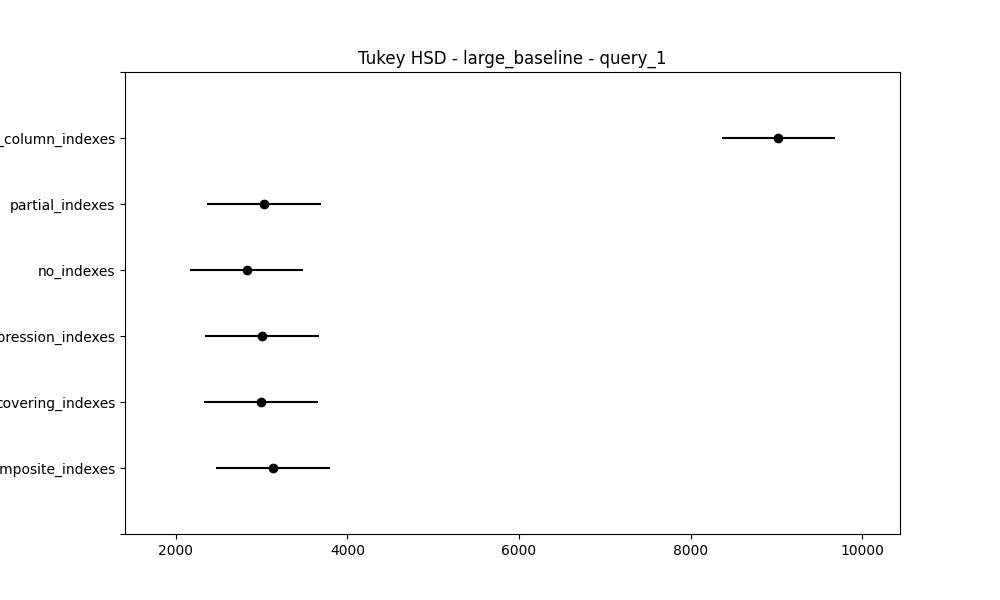 Tukey HSD - large_baseline - query_1
_column_indexes
partial_indexes
no_indexes
pression_indexes
covering_indexes
mposite_indexes
2000 4000 6000 8000 10000